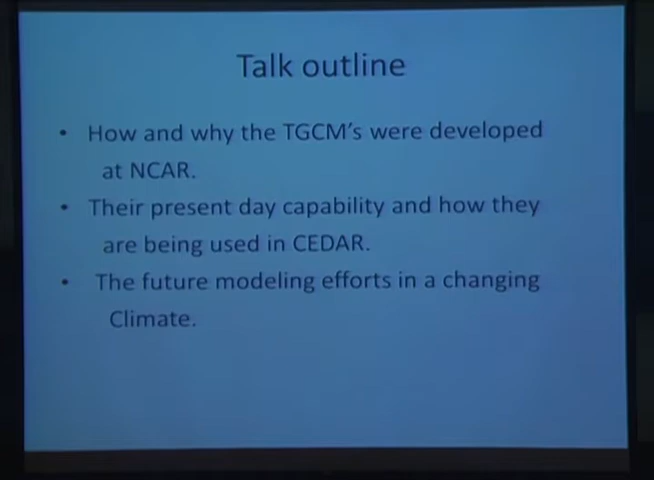 Talk outline
• How and why the TGCM's were developed
at NCAR.
• Their present day capability and how they
are being used in CEDAR.
• The future modeling efforts in a changing
Climate.